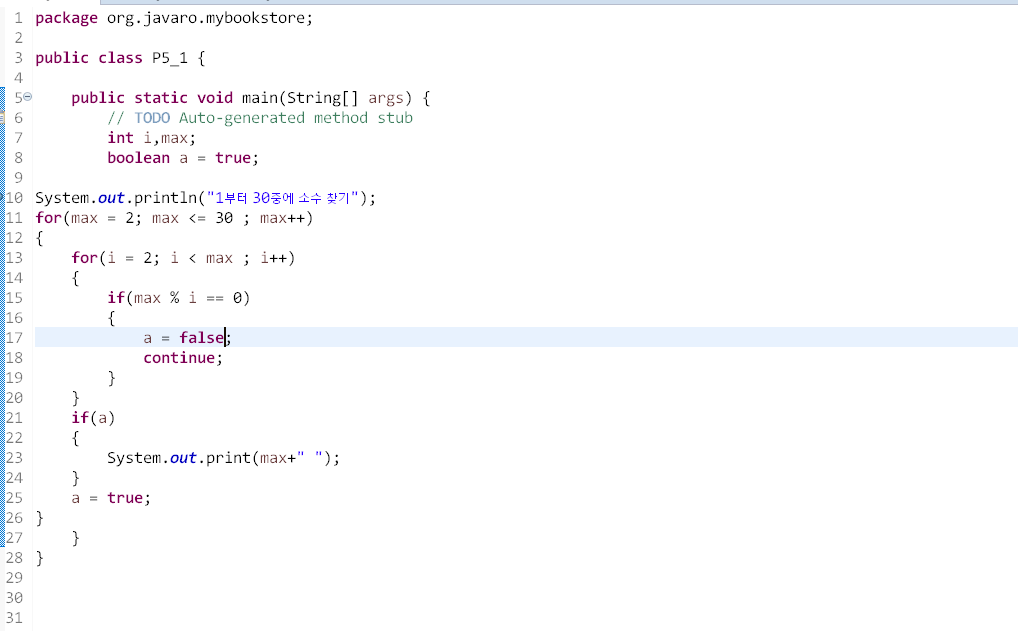 1 package org.javaro.mybookstore;
2
3 public class P5_1 {
4
5 public static void main(String[] args) {
6 // TODO Auto-generated method stub
7 int i,max;
8 boolean a = true;
9
10 System.out.println("1부터 30중에 소수 찾기");
11 for(max = 2; max <= 30 ; max++)
12 {
13 for(i = 2; i < max ; i++)
14 {
15 if(max % i == 0)
16 {
17 a = false;
18 continue;
19 }
20 }
21 if(a)
22 {
23 System.out.print(max+" ");
24 }
25 a = true;
26 }
27 }
28 }
29
30
31